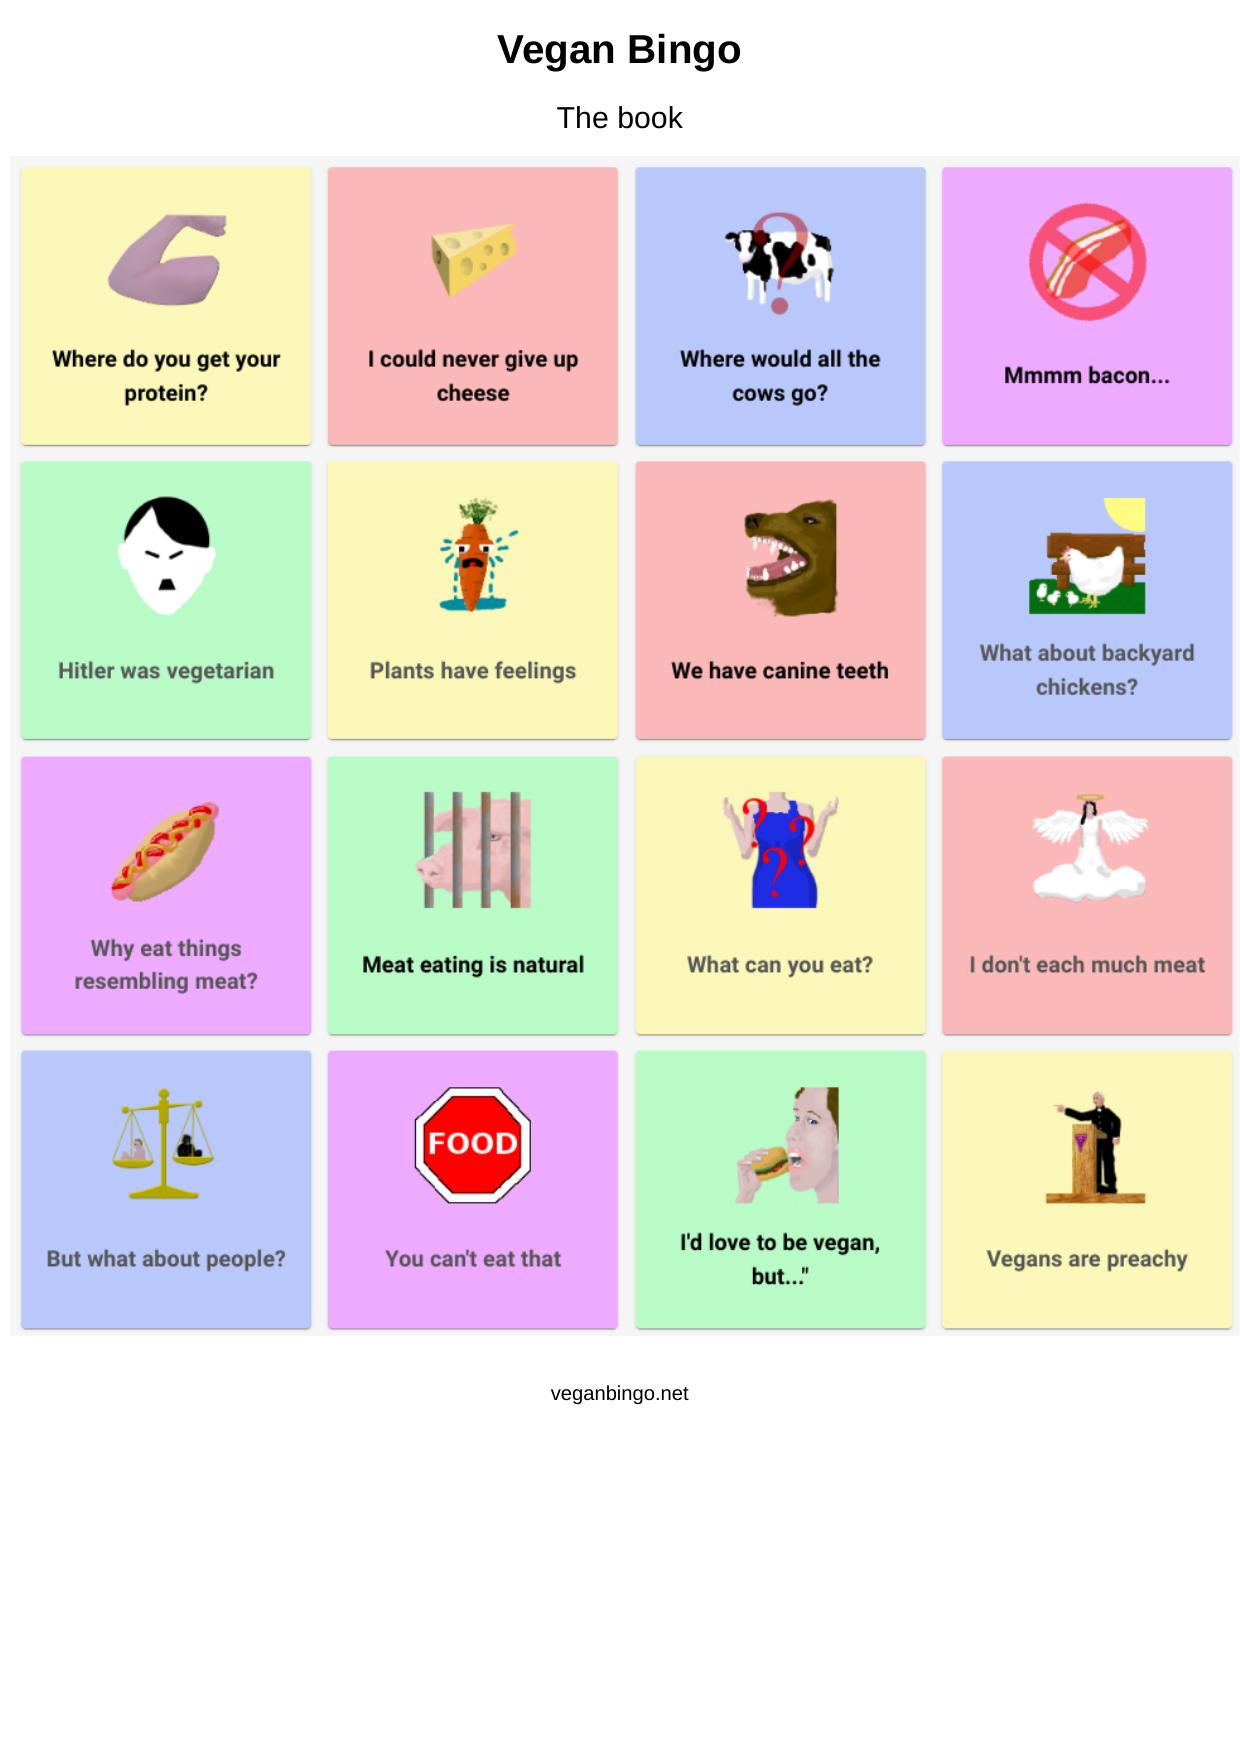 Vegan Bingo
The book
Where do you get your
protein?
I could never give up
cheese
?
Where would all the
cows go?
Mmmm bacon...
Hitler was vegetarian
Plants have feelings
We have canine teeth
What about backyard
chickens?
Why eat things
resembling meat?
Meat eating is natural
? ? ?
What can you eat?
I don't each much meat
But what about people?
FOOD
You can't eat that
I'd love to be vegan,
but..."
Vegans are preachy
veganbingo.net